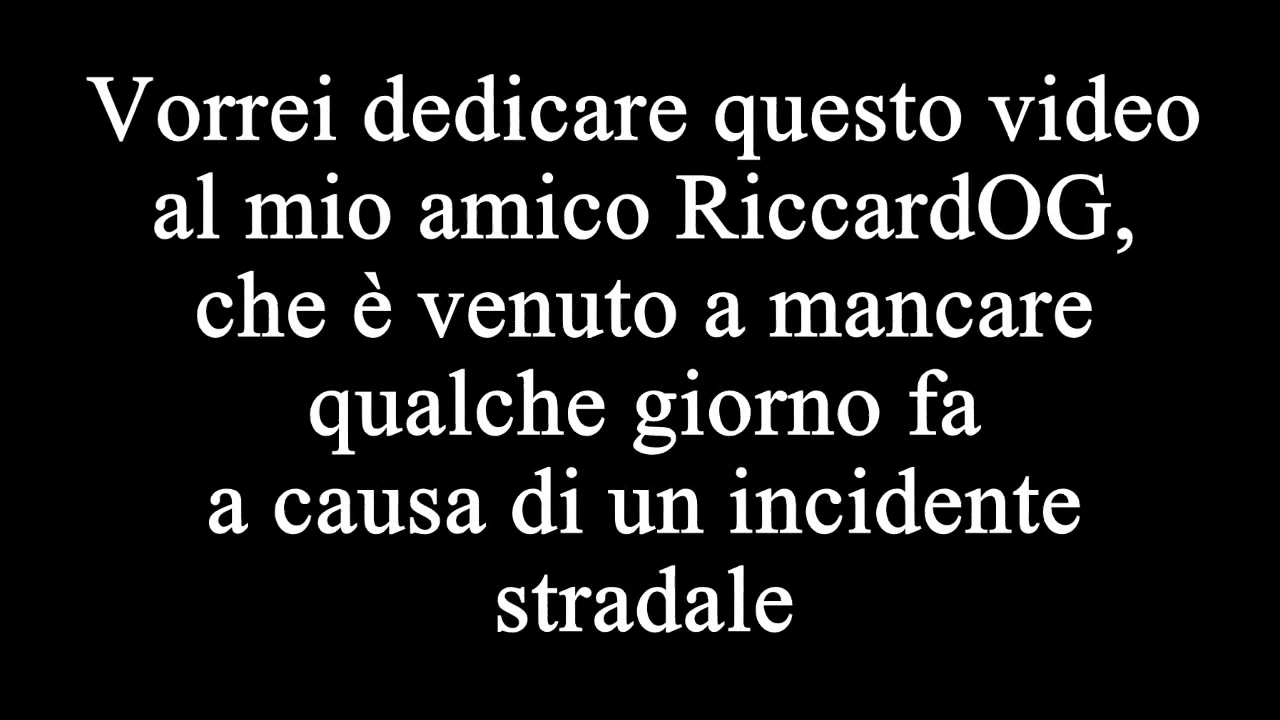 Vorrei dedicare questo video
al mio amico RiccardOG,
che è venuto a mancare
qualche giorno fa
a causa di un incidente
stradale